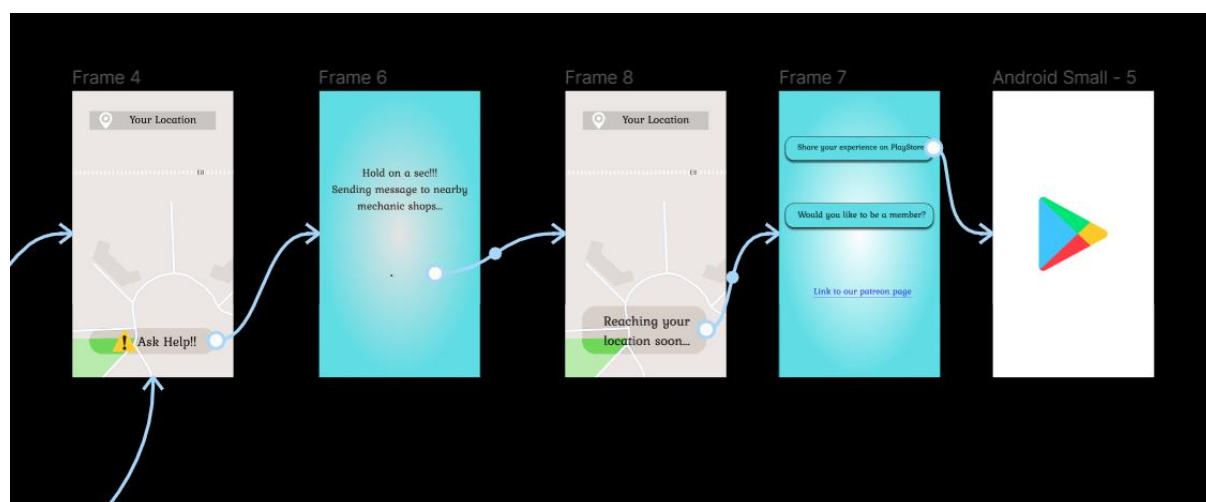 Frame 4
Frame 6
Frame 8
Frame 7
Android Small - 5
Your Location
Hold on a sec!!!
Sending message to nearby
mechanic shops...
.
Ask Help!!
Your Location
Reaching your
location soon...
Share your experience on PlayStore
Would you like to be a member?
Link to our patreon page